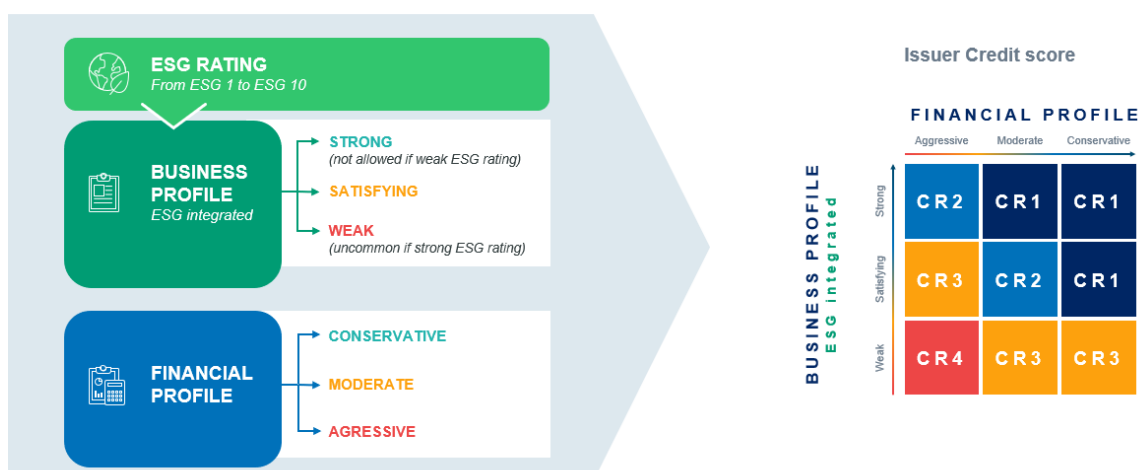 ESG RATING
From ESG 1 to ESG 10
BUSINESS
PROFILE
ESG integrated
STRONG
(not allowed if weak ESG rating)
SATISFYING
WEAK
(uncommon if strong ESG rating)
FINANCIAL
PROFILE
CONSERVATIVE
MODERATE
AGRESSIVE
Issuer Credit score
FINANCIAL PROFILE
Aggressive Moderate Conservative
BUSINESS PROFILE
ESG integrated
Strong
CR2 CR1 CR1
Satisfying
CR3 CR2 CR1
Weak
CR4 CR3 CR3